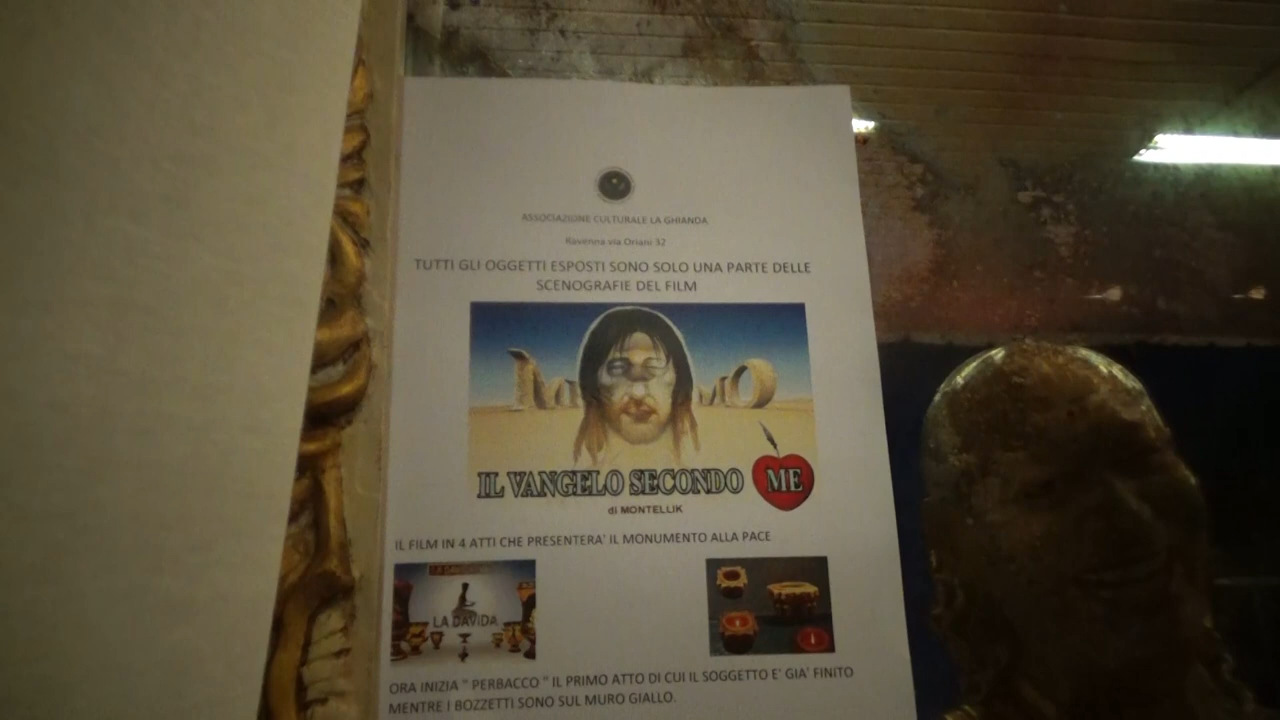 ASSOCIAZIONE CULTURALE LA GHIANDA
Ravenna via Oriani 32
TUTTI GLI OGGETTI ESPOSTI SONO SOLO UNA PARTE DELLE
SCENOGRAFIE DEL FILM
IL VANGELO SECONDO ME
di MONTELLIK
IL FILM IN 4 ATTI CHE PRESENTERA' IL MONUMENTO ALLA PACE
LA DAVIDA
ORA INIZIA " PERBACCO " IL PRIMO ATTO DI CUI IL SOGGETTO E' GIA' FINITO
MENTRE I BOZZETTI SONO SUL MURO GIALLO.